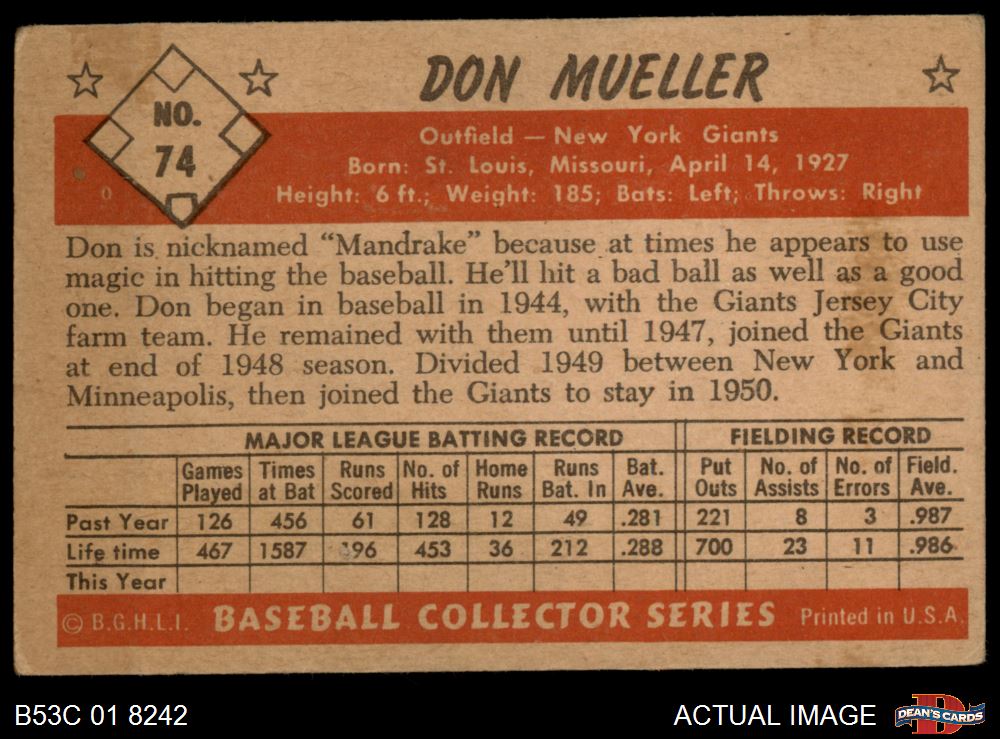 DON MUELLER
NO.
74
Outfield — New York Giants
Born: St. Louis, Missouri, April 14, 1927
Height: 6 ft.; Weight: 185; Bats: Left; Throws: Right
Don is nicknamed “Mandrake” because at times he appears to use
magic in hitting the baseball. He’ll hit a bad ball as well as a good
one. Don began in baseball in 1944, with the Giants Jersey City
farm team. He remained with them until 1947, joined the Giants
at end of 1948 season. Divided 1949 between New York and
Minneapolis, then joined the Giants to stay in 1950.
MAJOR LEAGUE BATTING RECORD FIELDING RECORD
Games Times Runs No. of Home Runs Bat. Put No. of No. of Field.
Played at Bat Scored Hits Runs Bat. In Ave. Outs Assists Errors Ave.
Past Year 126 456 61 128 12 49 .281 221 8 3 .987
Life time 467 1587 196 453 36 212 .288 700 23 11 .986
This Year
© B.G.H.L.I. BASEBALL COLLECTOR SERIES Printed in U.S.A.
B53C 01 8242 ACTUAL IMAGE DEAN'S CARDS